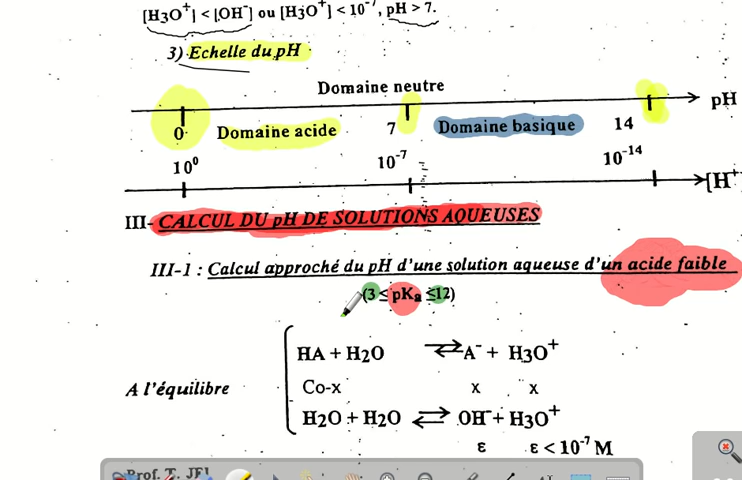 [H3O⁺] < [OH⁻] ou [H3O⁺] < 10⁻⁷, pH > 7.
3) Echelle du pH
Domaine neutre
pH
0 Domaine acide 7 Domaine basique 14
10⁰ 10⁻⁷ 10⁻¹⁴
[H⁺
III- CALCUL DU pH DE SOLUTIONS AQUEUSES
III-1 : Calcul approché du pH d'une solution aqueuse d'un acide faible
(3 ≤ pKa ≤ 12)
HA + H2O ⇌ A⁻ + H3O⁺
A l'équilibre Co-x x x
H2O + H2O ⇌ OH⁻ + H3O⁺
ε ε < 10⁻⁷ M
Prof. T.